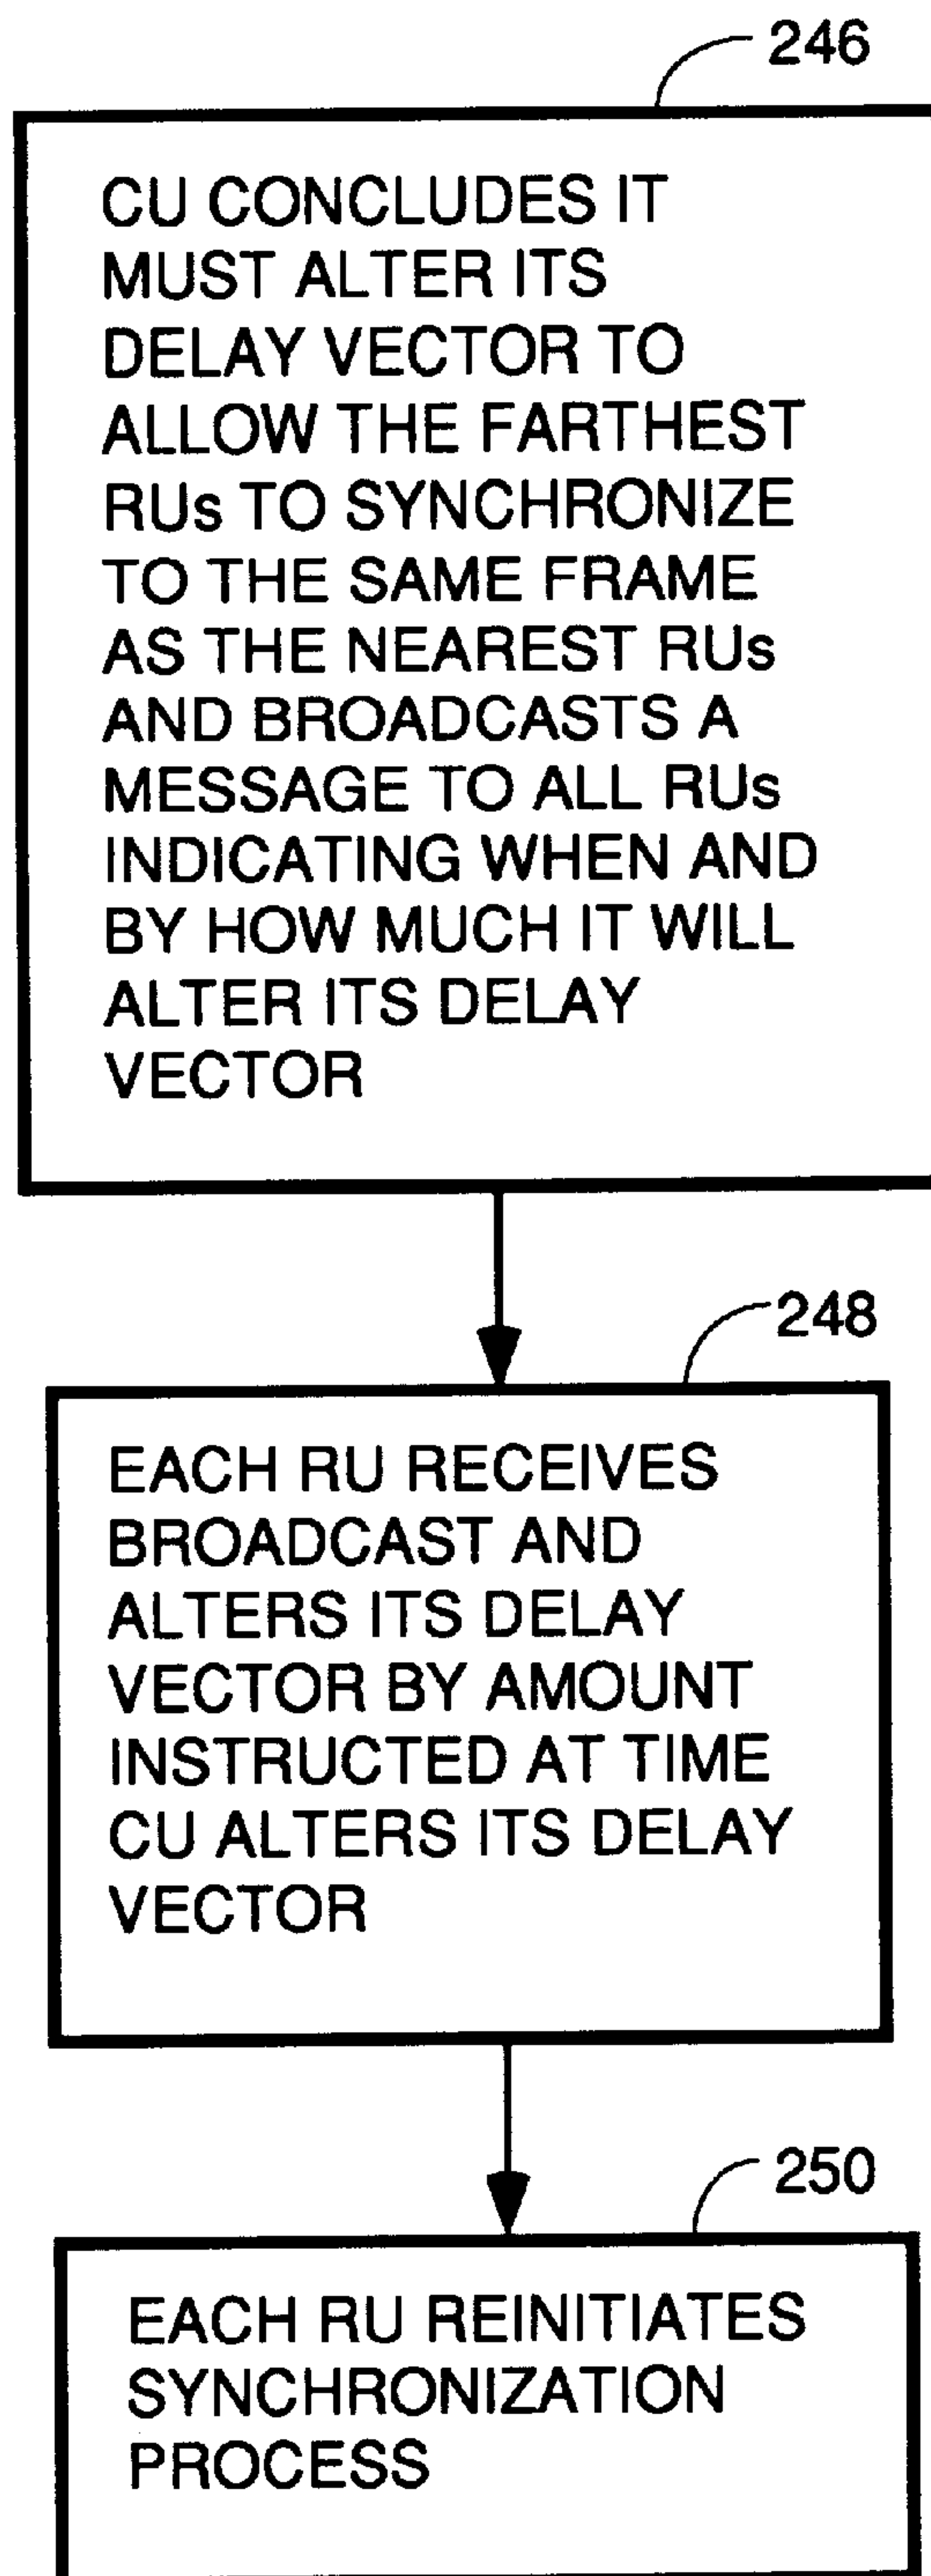 246
CU CONCLUDES IT
MUST ALTER ITS
DELAY VECTOR TO
ALLOW THE FARTHEST
RUs TO SYNCHRONIZE
TO THE SAME FRAME
AS THE NEAREST RUs
AND BROADCASTS A
MESSAGE TO ALL RUs
INDICATING WHEN AND
BY HOW MUCH IT WILL
ALTER ITS DELAY
VECTOR
248
EACH RU RECEIVES
BROADCAST AND
ALTERS ITS DELAY
VECTOR BY AMOUNT
INSTRUCTED AT TIME
CU ALTERS ITS DELAY
VECTOR
250
EACH RU REINITIATES
SYNCHRONIZATION
PROCESS